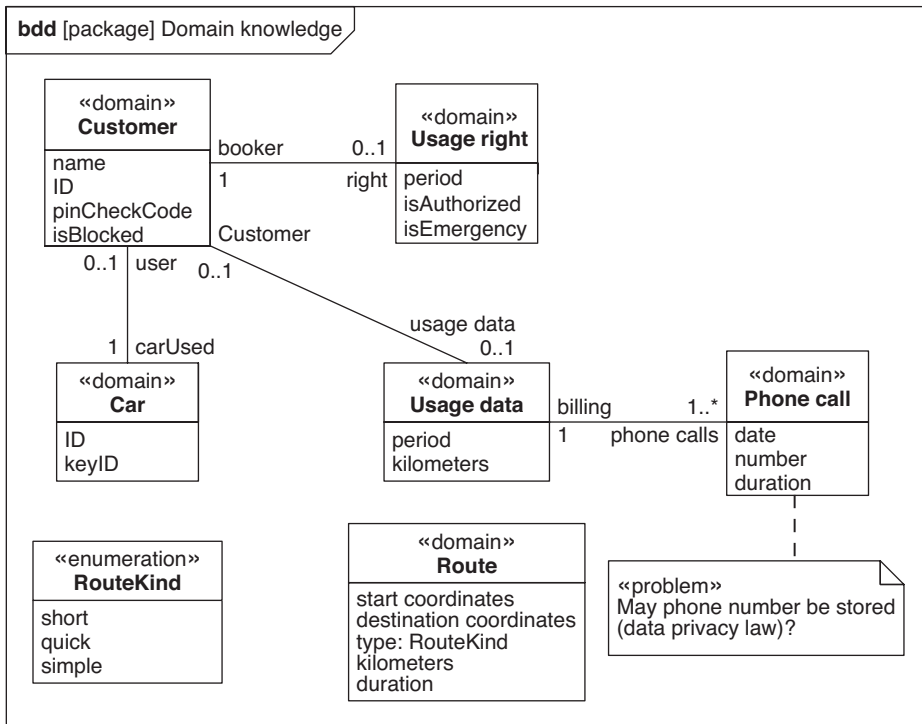 bdd [package] Domain knowledge
«domain»
Customer
name
ID
pinCheckCode
isBlocked
booker
1
0..1
right
«domain»
Usage right
period
isAuthorized
isEmergency
Customer
0..1
0..1
user
usage data
0..1
1
carUsed
«domain»
Car
ID
keyID
«domain»
Usage data
period
kilometers
billing
1
1..*
phone calls
«domain»
Phone call
date
number
duration
«enumeration»
RouteKind
short
quick
simple
«domain»
Route
start coordinates
destination coordinates
type: RouteKind
kilometers
duration
«problem»
May phone number be stored
(data privacy law)?